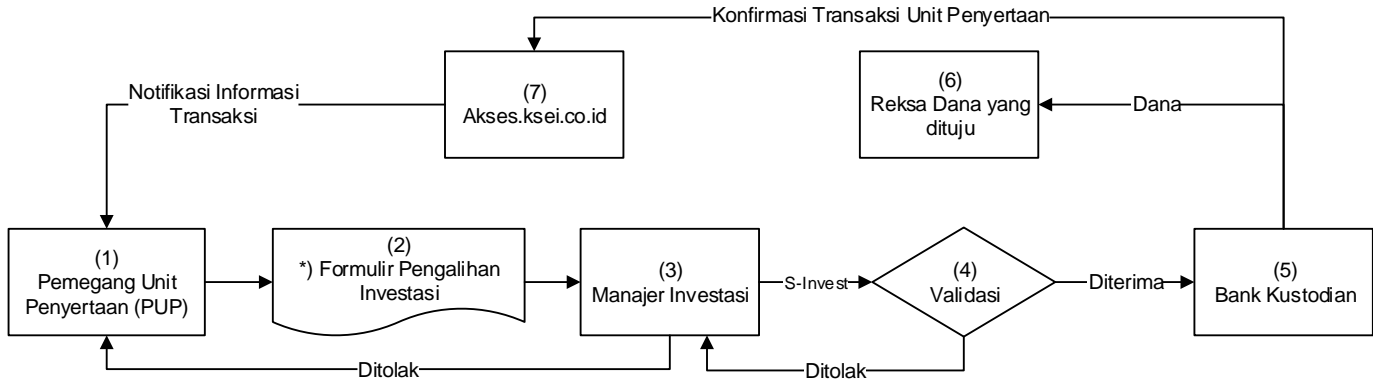 Konfirmasi Transaksi Unit Penyertaan
(7)
Akses.ksei.co.id
(6)
Reksa Dana yang
dituju
Dana
Notifikasi Informasi
Transaksi
(1)
Pemegang Unit
Penyertaan (PUP)
(2)
*) Formulir Pengalihan
Investasi
(3)
Manajer Investasi
S-Invest
(4)
Validasi
Diterima
(5)
Bank Kustodian
Ditolak
Ditolak